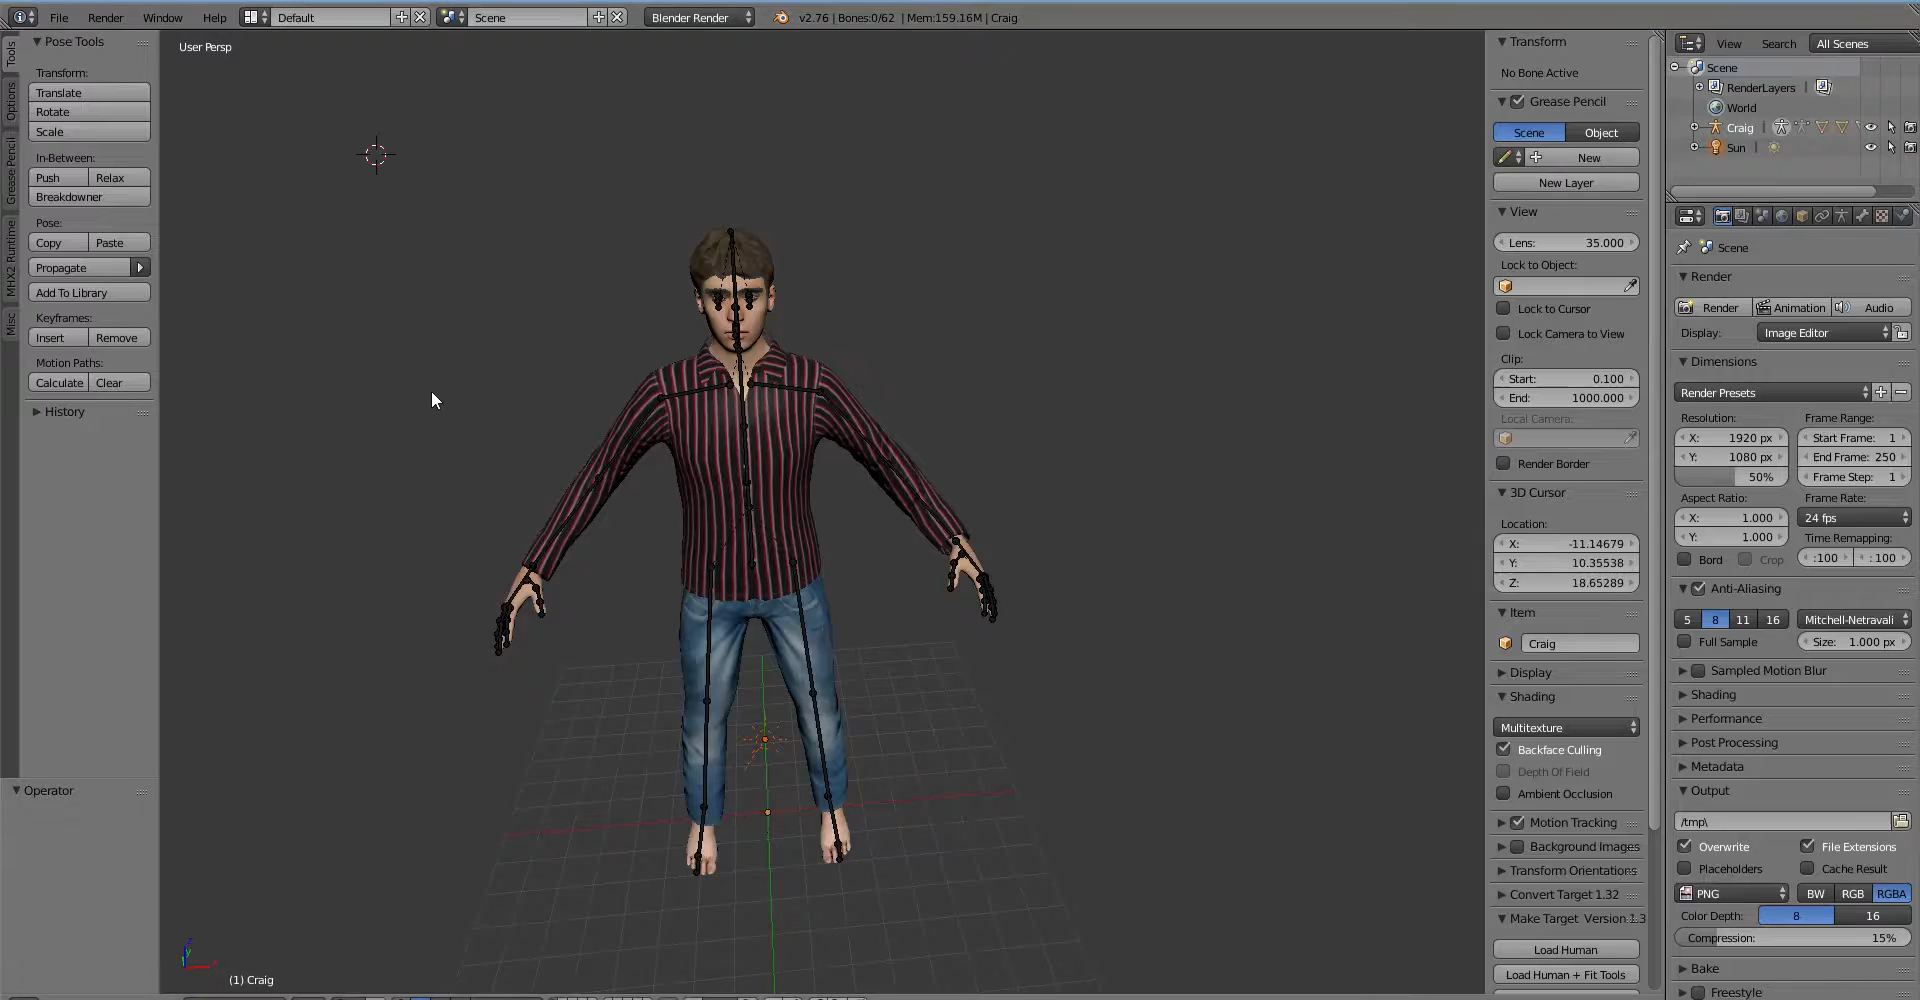 File Render Window Help Default Scene Blender Render v2.76 | Bones:0/62 | Mem:159.16M | Craig
Tools
Options
Grease Pencil
MHX2 Runtime
Misc
Pose Tools
Transform:
Translate
Rotate
Scale
In-Between:
Push Relax
Breakdowner
Pose:
Copy Paste
Propagate
Add To Library
Keyframes:
Insert Remove
Motion Paths:
Calculate Clear
History
Operator
User Persp
(1) Craig
Transform
No Bone Active
Grease Pencil
Scene Object
New
New Layer
View
Lens: 35.000
Lock to Object:
Lock to Cursor
Lock Camera to View
Clip:
Start: 0.100
End: 1000.000
Local Camera:
Render Border
3D Cursor
Location:
X: -11.14679
Y: 10.35538
Z: 18.65289
Item
Craig
Display
Shading
Multitexture
Backface Culling
Depth Of Field
Ambient Occlusion
Motion Tracking
Background Images
Transform Orientations
Convert Target 1.32
Make Target Version 1.3
Load Human
Load Human + Fit Tools
View Search All Scenes
Scene
RenderLayers |
World
Craig |
Sun |
Scene
Render
Render Animation Audio
Display: Image Editor
Dimensions
Render Presets
Resolution: Frame Range:
X: 1920 px Start Frame: 1
Y: 1080 px End Frame: 250
50% Frame Step: 1
Aspect Ratio: Frame Rate:
X: 1.000 24 fps
Y: 1.000 Time Remapping:
Bord Crop :100 :100
Anti-Aliasing
5 8 11 16 Mitchell-Netravali
Full Sample Size: 1.000 px
Sampled Motion Blur
Shading
Performance
Post Processing
Metadata
Output
/tmp\
Overwrite File Extensions
Placeholders Cache Result
PNG BW RGB RGBA
Color Depth: 8 16
Compression: 15%
Bake
Freestyle